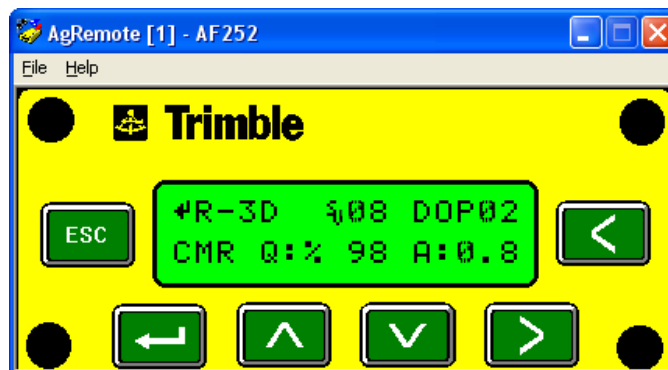 AgRemote [1] - AF252
File Help
Trimble
ESC
R-3D 08 DOP02
CMR Q:% 98 A:0.8